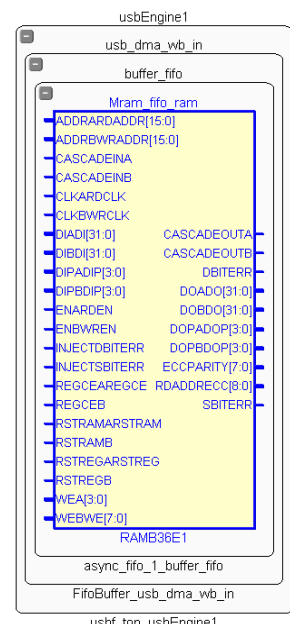 usbEngine1
usb_dma_wb_in
buffer_fifo
Mram_fifo_ram
ADDRARDADDR[15:0]
ADDRBWRADDR[15:0]
CASCADEINA
CASCADEINB
CLKARDCLK
CLKBWRCLK
DIADI[31:0] CASCADEOUTA
DIBDI[31:0] CASCADEOUTB
DIPADIP[3:0] DBITERR
DIPBDIP[3:0] DOADO[31:0]
ENARDEN DOBDO[31:0]
ENBWREN DOPADOP[3:0]
INJECTDBITERR DOPBDOP[3:0]
INJECTSBITERR ECCPARITY[7:0]
REGCEAREGCE RDADDRECC[8:0]
REGCEB SBITERR
RSTRAMARSTRAM
RSTRAMB
RSTREGARSTREG
RSTREGB
WEA[3:0]
WEBWE[7:0]
RAMB36E1
async_fifo_1_buffer_fifo
FifoBuffer_usb_dma_wb_in
usbf_top_usbEngine1